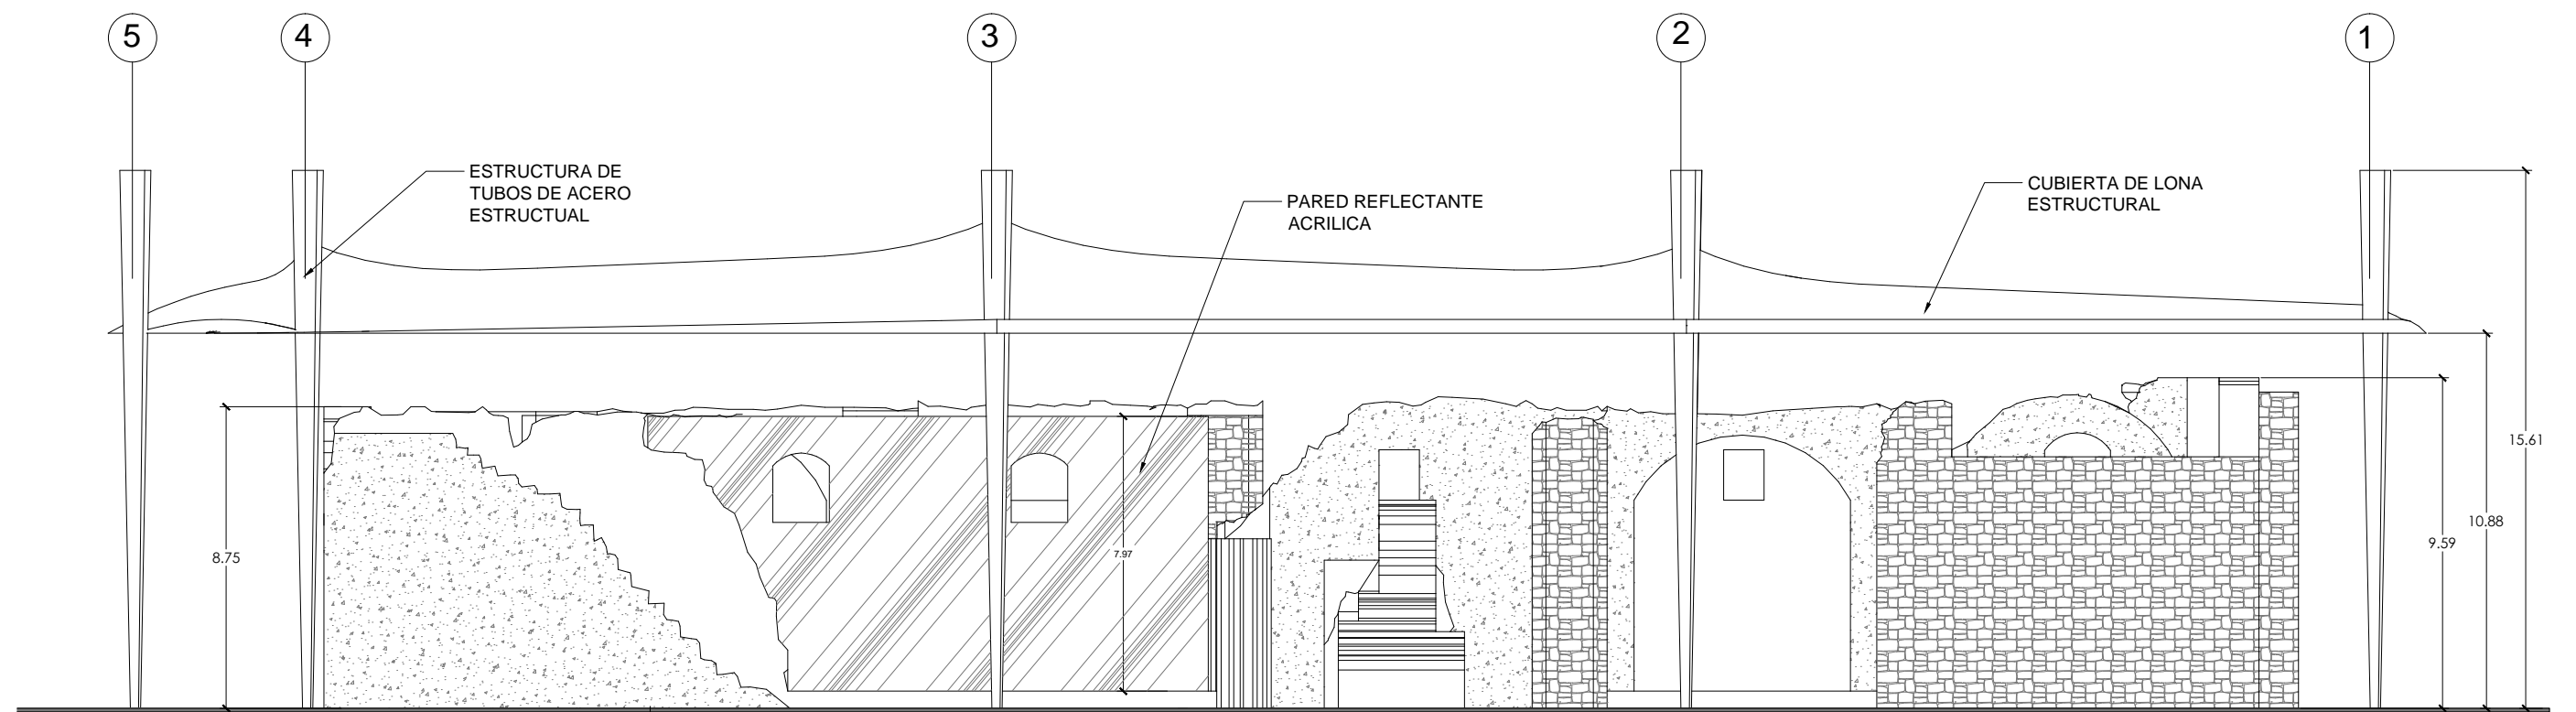 5
4
3
2
1
ESTRUCTURA DE
TUBOS DE ACERO
ESTRUCTUAL
PARED REFLECTANTE
ACRILICA
CUBIERTA DE LONA
ESTRUCTURAL
8.75
7.97
9.59
10.88
15.61